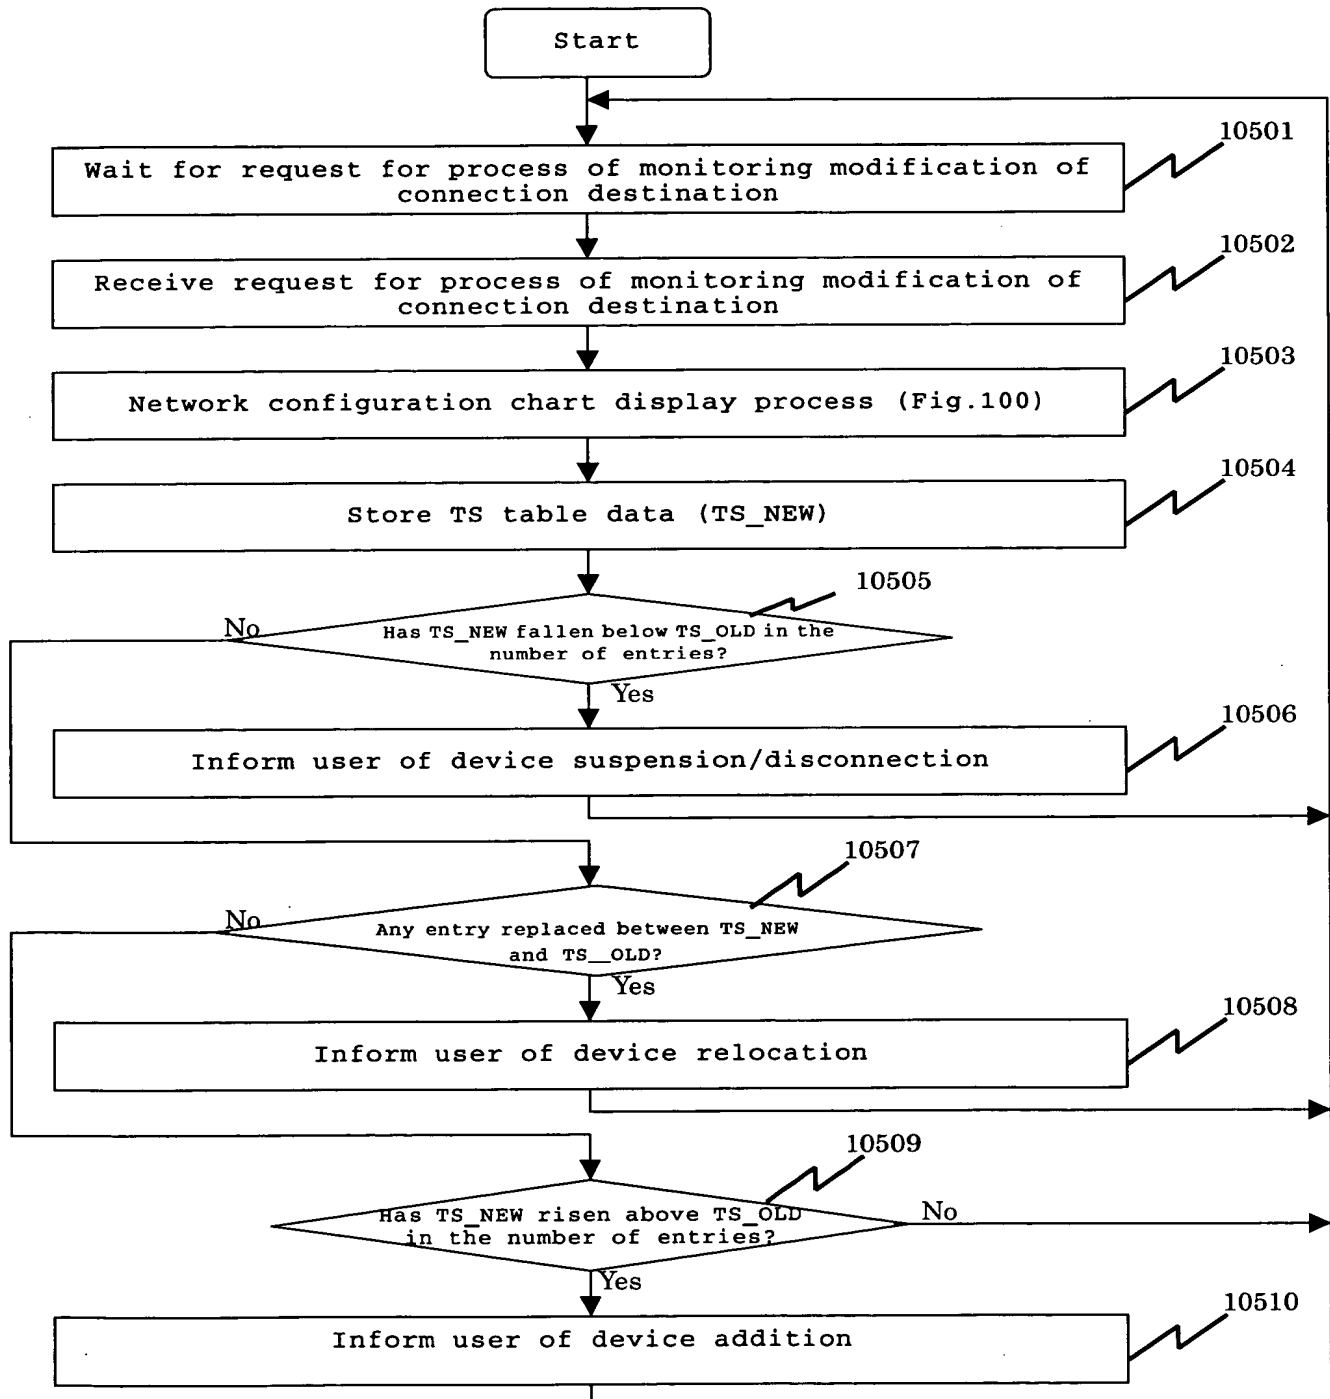 Start
10501
Wait for request for process of monitoring modification of
connection destination
10502
Receive request for process of monitoring modification of
connection destination
10503
Network configuration chart display process (Fig.100)
10504
Store TS table data (TS_NEW)
10505
No
Has TS_NEW fallen below TS_OLD in the
number of entries?
Yes
10506
Inform user of device suspension/disconnection
10507
No
Any entry replaced between TS_NEW
and TS__OLD?
Yes
10508
Inform user of device relocation
10509
Has TS_NEW risen above TS_OLD
in the number of entries?
No
Yes
10510
Inform user of device addition